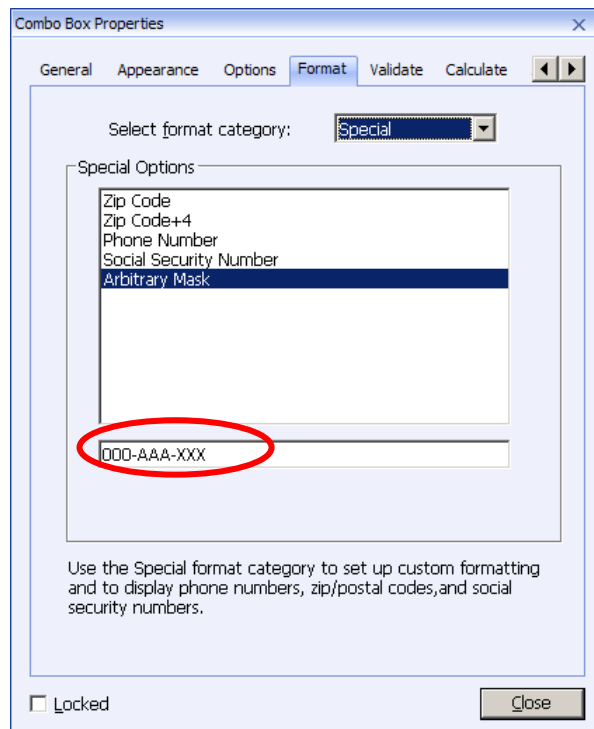 Combo Box Properties
General Appearance Options Format Validate Calculate
Select format category: Special
Special Options
Zip Code
Zip Code+4
Phone Number
Social Security Number
Arbitrary Mask
000-AAA-XXX
Use the Special format category to set up custom formatting
and to display phone numbers, zip/postal codes,and social
security numbers.
Locked Close